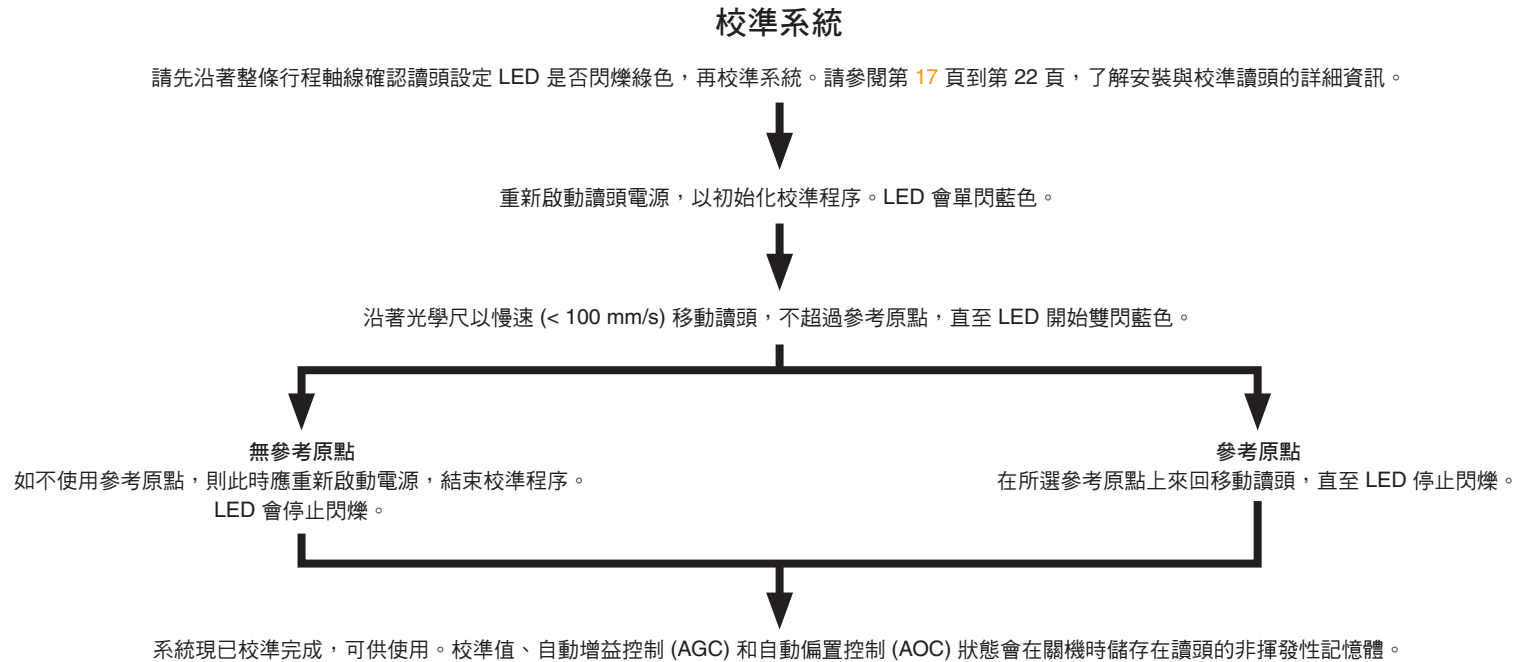 校準系統
請先沿著整條行程軸線確認讀頭設定 LED 是否閃爍綠色，再校準系統。請參閱第 17 頁到第 22 頁，了解安裝與校準讀頭的詳細資訊。
重新啟動讀頭電源，以初始化校準程序。LED 會單閃藍色。
沿著光學尺以慢速 (< 100 mm/s) 移動讀頭，不超過參考原點，直至 LED 開始雙閃藍色。
無參考原點
如不使用參考原點，則此時應重新啟動電源，結束校準程序。
LED 會停止閃爍。
參考原點
在所選參考原點上來回移動讀頭，直至 LED 停止閃爍。
系統現已校準完成，可供使用。校準值、自動增益控制 (AGC) 和自動偏置控制 (AOC) 狀態會在關機時儲存在讀頭的非揮發性記憶體。